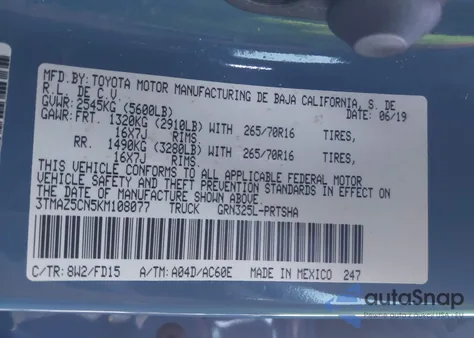 MFD.BY:TOYOTA MOTOR MANUFACTURING DE BAJA CALIFORNIA, S. DE
R.L. DE C.V. DATE: 06/19
GVWR: 2545KG (5600LB)
GAWR: FRT. 1320KG (2910LB) WITH 265/70R16 TIRES,
16X7J RIMS
RR. 1490KG (3280LB) WITH 265/70R16 TIRES,
16X7J RIMS
THIS VEHICLE CONFORMS TO ALL APPLICABLE FEDERAL MOTOR
VEHICLE SAFETY AND BUMPER STANDARDS IN EFFECT ON
THE DATE OF MANUFACTURE SHOWN ABOVE.
3TMAZ5CN5KM108077 TRUCK GRN325L-PRTSHA
C/TR: 8W2/FD15 A/TM: A04D/AC60E MADE IN MEXICO 247
autoSnap